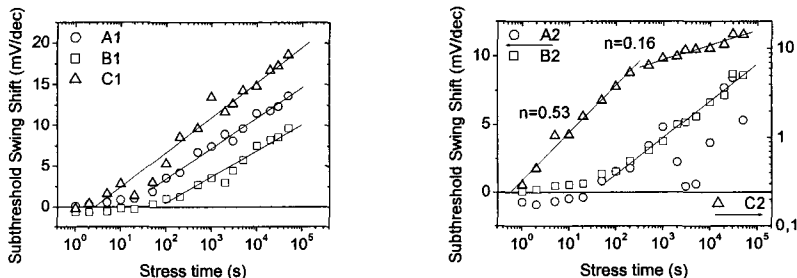 Subthreshold Swing Shift (mV/dec)
20
15
10
5
0
A1
B1
C1
10^0 10^1 10^2 10^3 10^4 10^5
Stress time (s)
Subthreshold Swing Shift (mV/dec)
10
5
0
A2
B2
n=0.16
n=0.53
C2
10
1
0,1
10^0 10^1 10^2 10^3 10^4 10^5
Stress time (s)